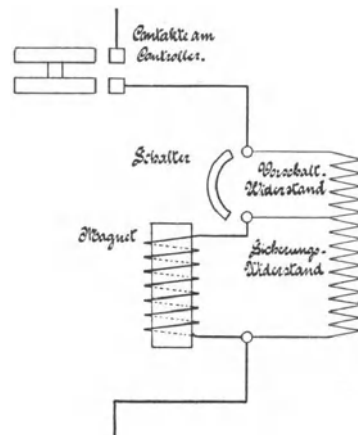 Contakte am
Controller.
Schalter
Vorschalt-
Widerstand
Magnet
Sicherungs-
Widerstand